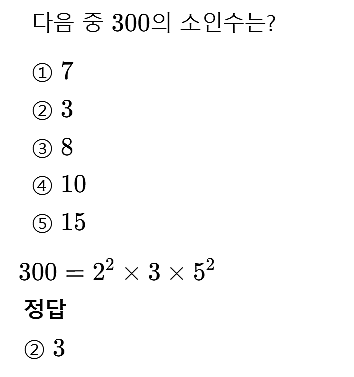 다음 중 300의 소인수는?
① 7
② 3
③ 8
④ 10
⑤ 15
300 = 2² × 3 × 5²
정답
② 3